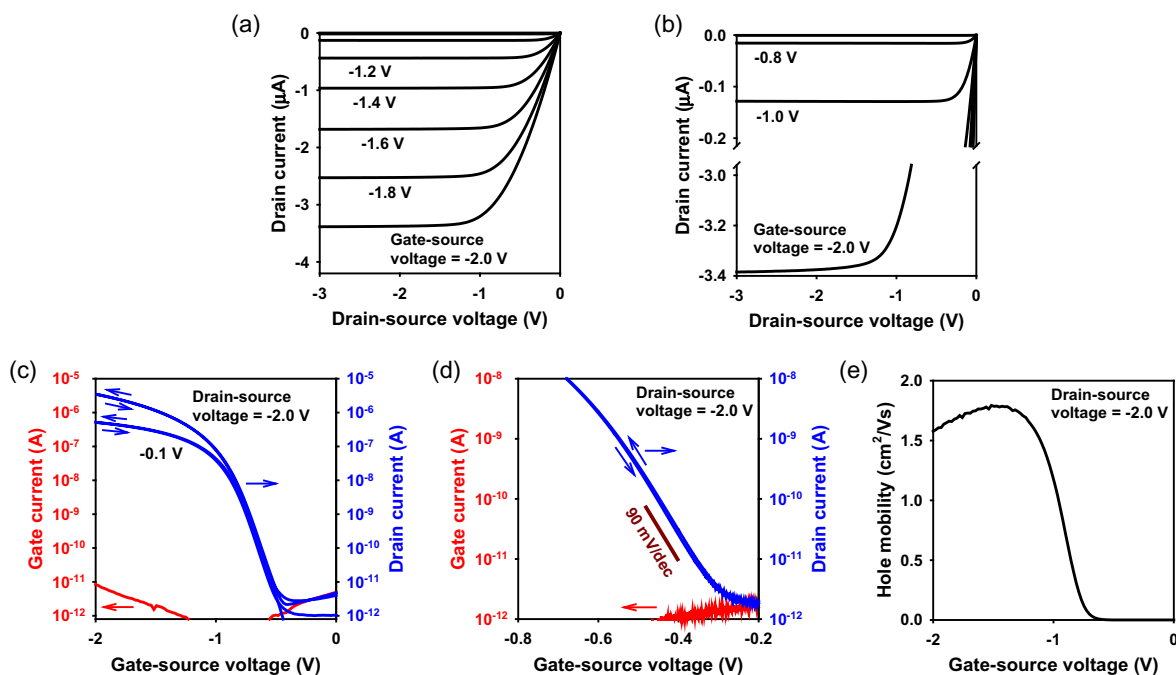 (a)
Drain current (µA)
0
-1
-2
-3
-4
-1.2 V
-1.4 V
-1.6 V
-1.8 V
Gate-source
voltage = -2.0 V
-3 -2 -1 0
Drain-source voltage (V)
(b)
Drain current (µA)
0.0
-0.1
-0.2
-3.0
-3.2
-3.4
-0.8 V
-1.0 V
Gate-source
voltage = -2.0 V
-3 -2 -1 0
Drain-source voltage (V)
(c)
Gate current (A)
10-5
10-6
10-7
10-8
10-9
10-10
10-11
10-12
Drain-source
voltage = -2.0 V
-0.1 V
10-5
10-6
10-7
10-8
10-9
10-10
10-11
10-12
Drain current (A)
-2 -1 0
Gate-source voltage (V)
(d)
Gate current (A)
10-8
10-9
10-10
10-11
10-12
Drain-source
voltage = -2.0 V
90 mV/dec
10-8
10-9
10-10
10-11
10-12
Drain current (A)
-0.8 -0.6 -0.4 -0.2
Gate-source voltage (V)
(e)
Hole mobility (cm2/Vs)
2.0
1.5
1.0
0.5
0.0
Drain-source
voltage = -2.0 V
-2 -1 0
Gate-source voltage (V)